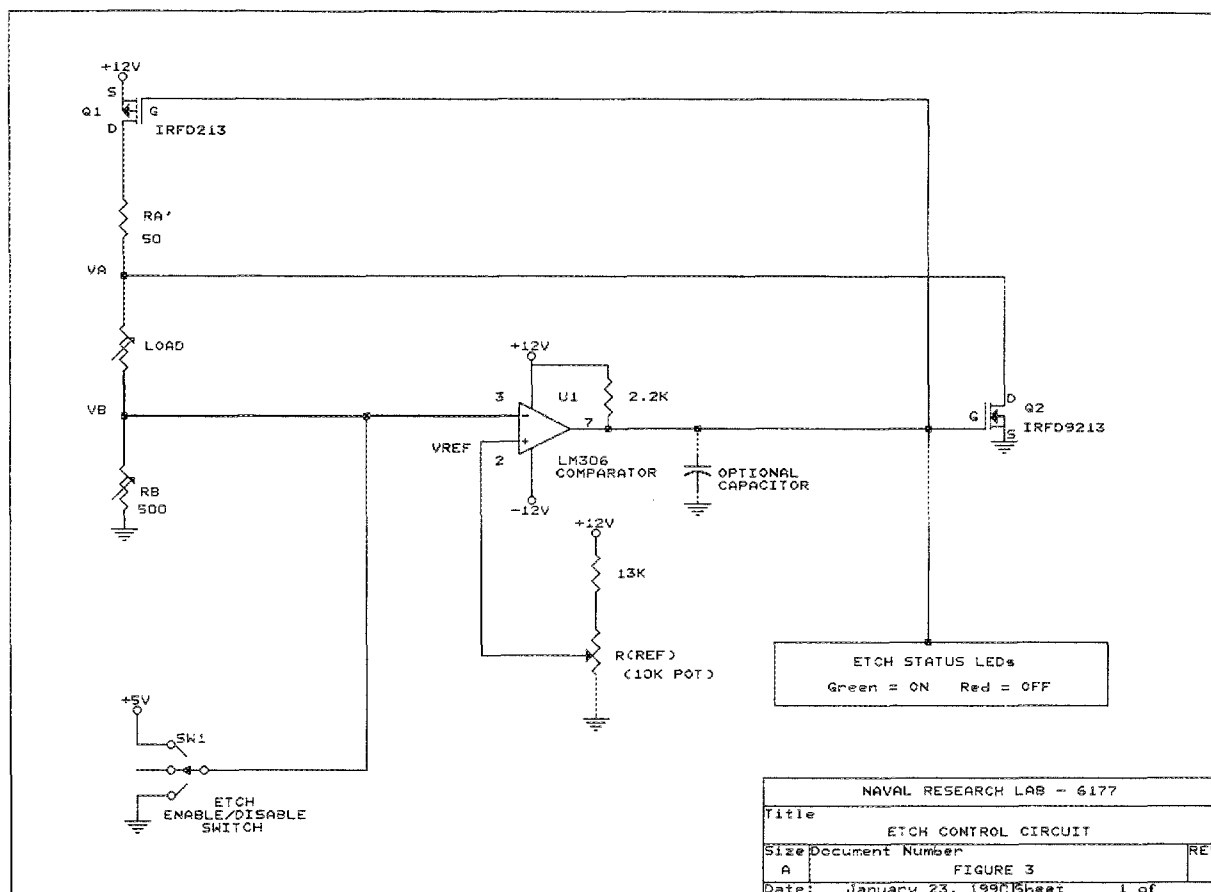 +12V
S
Q1
G
D
IRFD213
RA'
50
VA
LOAD
+12V
3
U1
2.2K
VB
7
D
G
Q2
IRFD9213
S
VREF
2
LM306
COMPARATOR
OPTIONAL
CAPACITOR
RB
500
-12V
+12V
13K
R(REF)
(10K POT)
ETCH STATUS LEDs
Green = ON Red = OFF
+5V
SW1
ETCH
ENABLE/DISABLE
SWITCH
NAVAL RESEARCH LAB - 6177
Title
ETCH CONTROL CIRCUIT
Size Document Number RE
A FIGURE 3
Date: January 23, 1990 Sheet 1 of